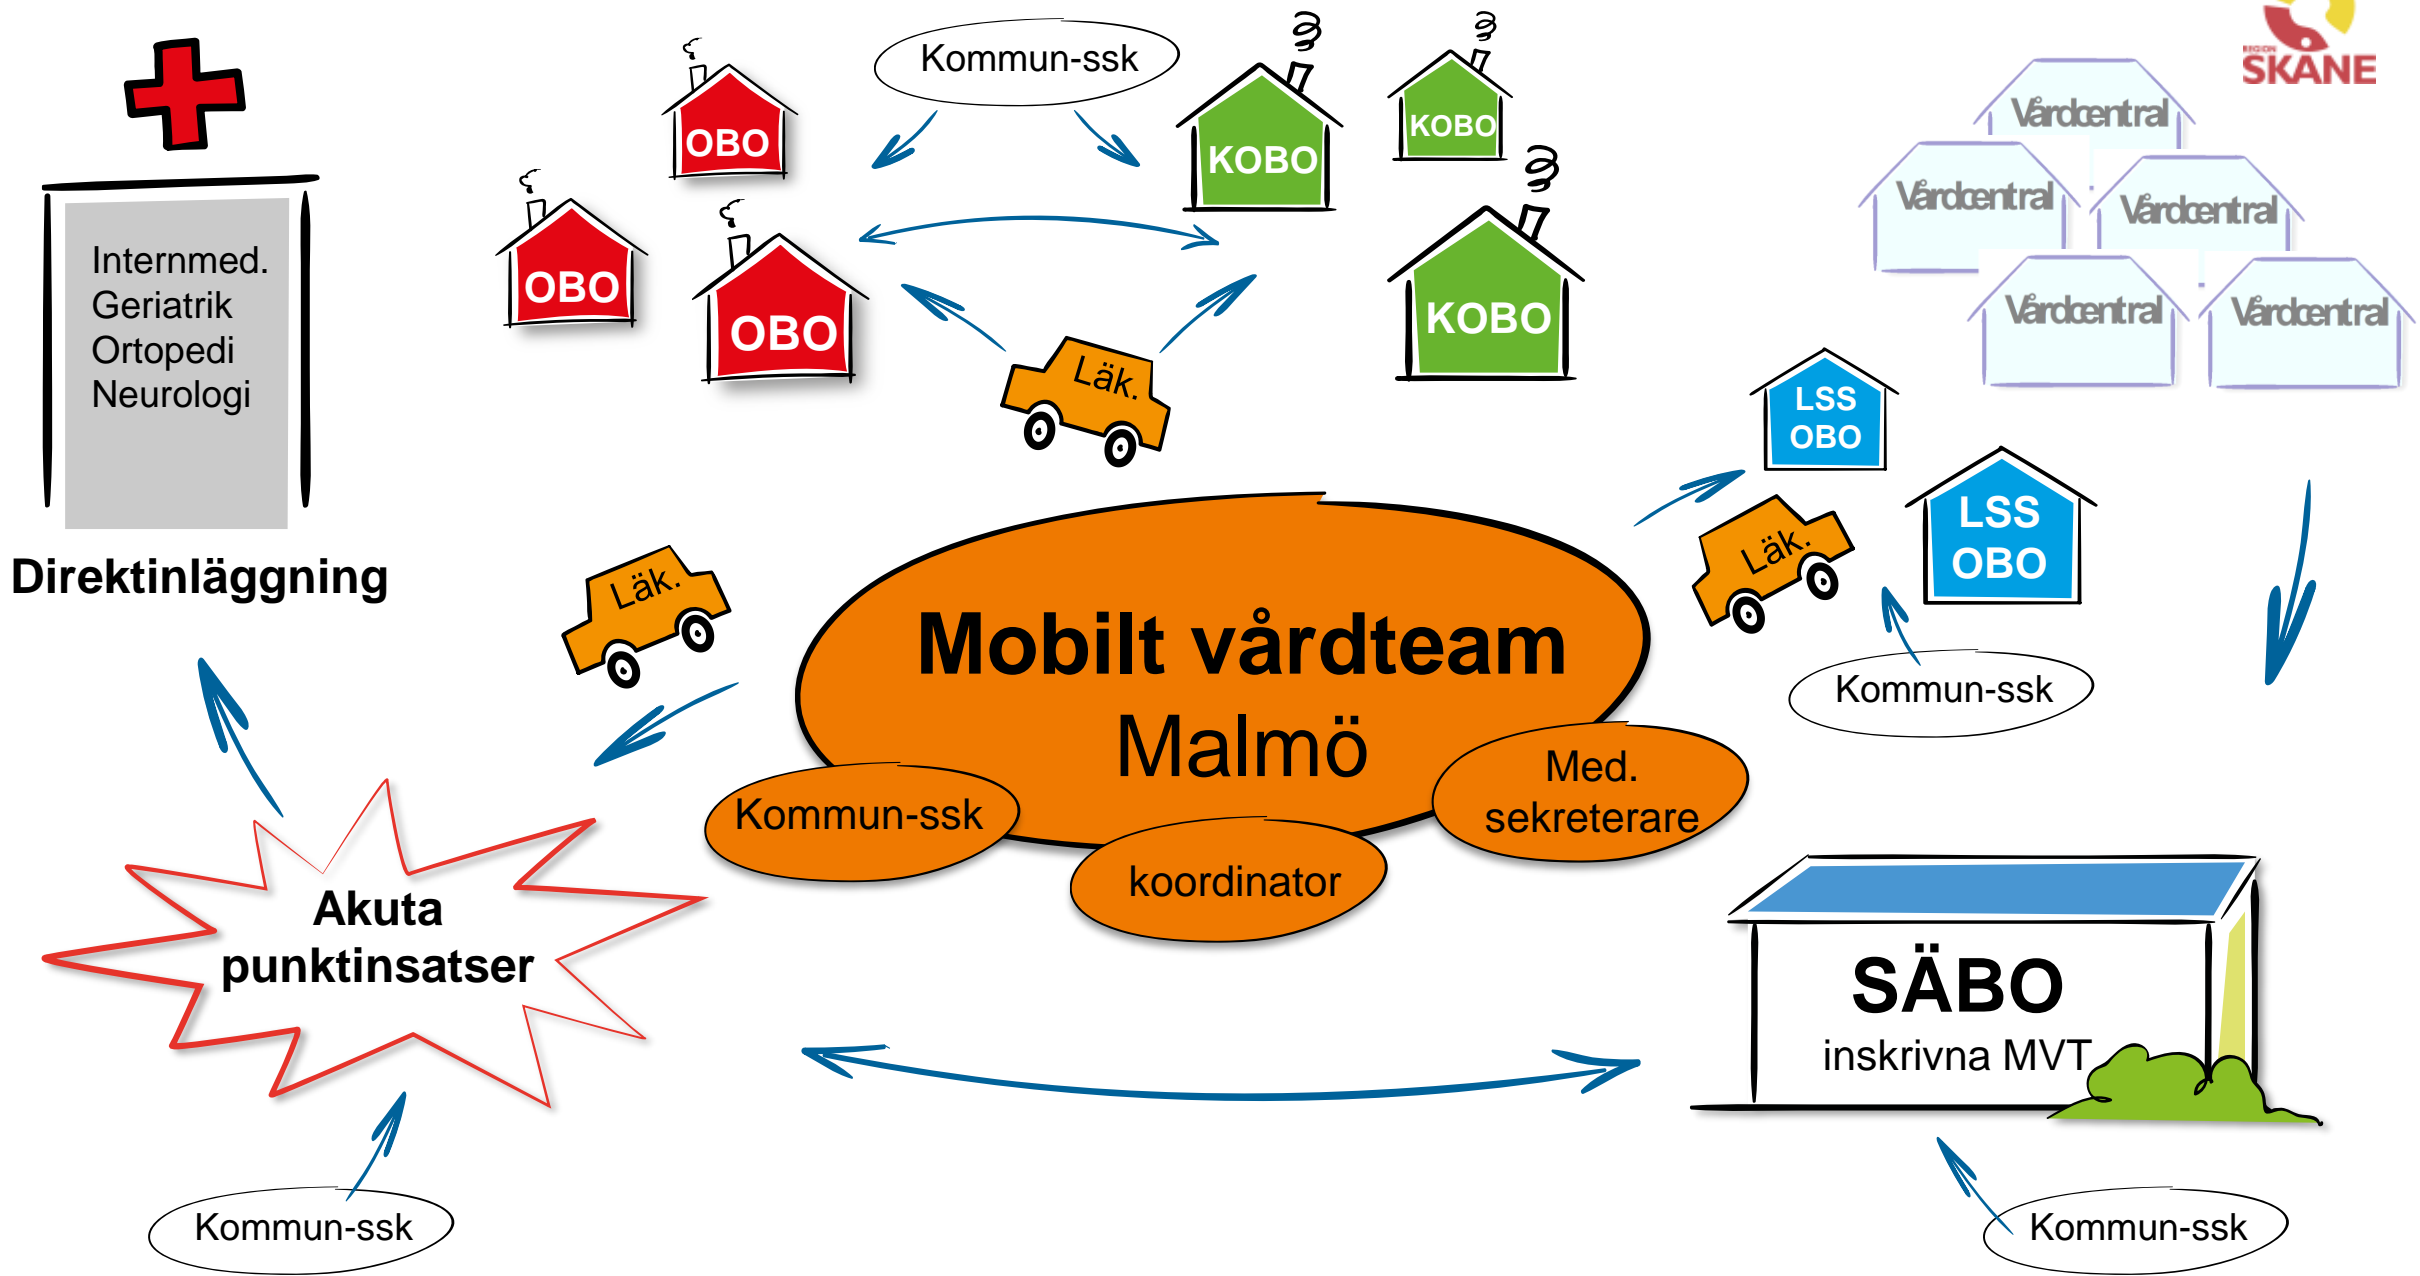 Kommun-ssk
REGION
SKÅNE
OBO
KOBO
KOBO
Vårdcentral
Vårdcentral
Vårdcentral
Internmed.
Geriatrik
Ortopedi
Neurologi
OBO
OBO
KOBO
Vårdcentral
Vårdcentral
Läk.
LSS
OBO
LSS
OBO
Direktinläggning
Läk.
Läk.
Mobilt vårdteam
Malmö
Kommun-ssk
Kommun-ssk
koordinator
Med.
sekreterare
Akuta
punktinsatser
SÄBO
inskrivna MVT
Kommun-ssk
Kommun-ssk